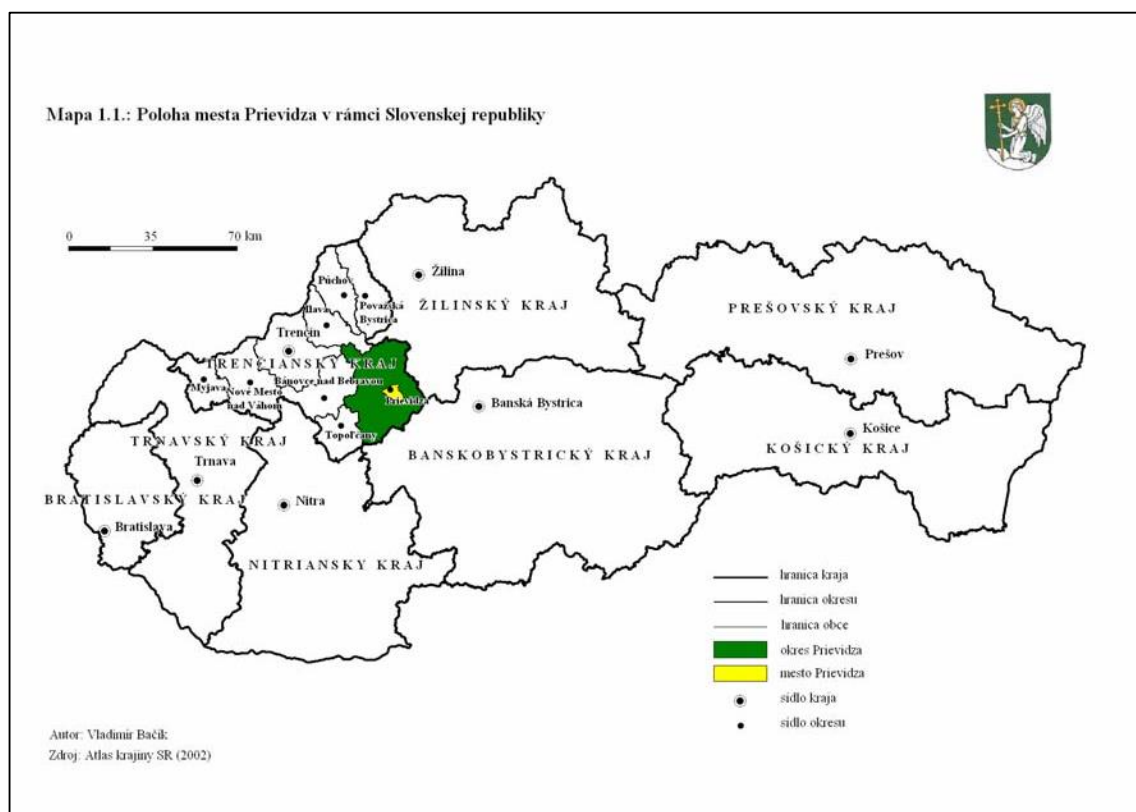 Mapa 1.1.: Poloha mesta Prievidza v rámci Slovenskej republiky
0 35 70 km
Žilina
ŽILINSKÝ KRAJ
Púchov
Považská
Bystrica
Ilava
Trenčín
TRENČIANSKY KRAJ
Myjava
Nové Mesto
nad Váhom
Bánovce nad Bebravou
Prievidza
Topoľčany
PREŠOVSKÝ KRAJ
Prešov
Banská Bystrica
BANSKOBYSTRICKÝ KRAJ
Košice
KOŠICKÝ KRAJ
TRNAVSKÝ KRAJ
Trnava
BRATISLAVSKÝ KRAJ
Bratislava
Nitra
NITRIANSKY KRAJ
hranica kraja
hranica okresu
hranica obce
okres Prievidza
mesto Prievidza
sídlo kraja
sídlo okresu
Autor: Vladimír Bačík
Zdroj: Atlas krajiny SR (2002)